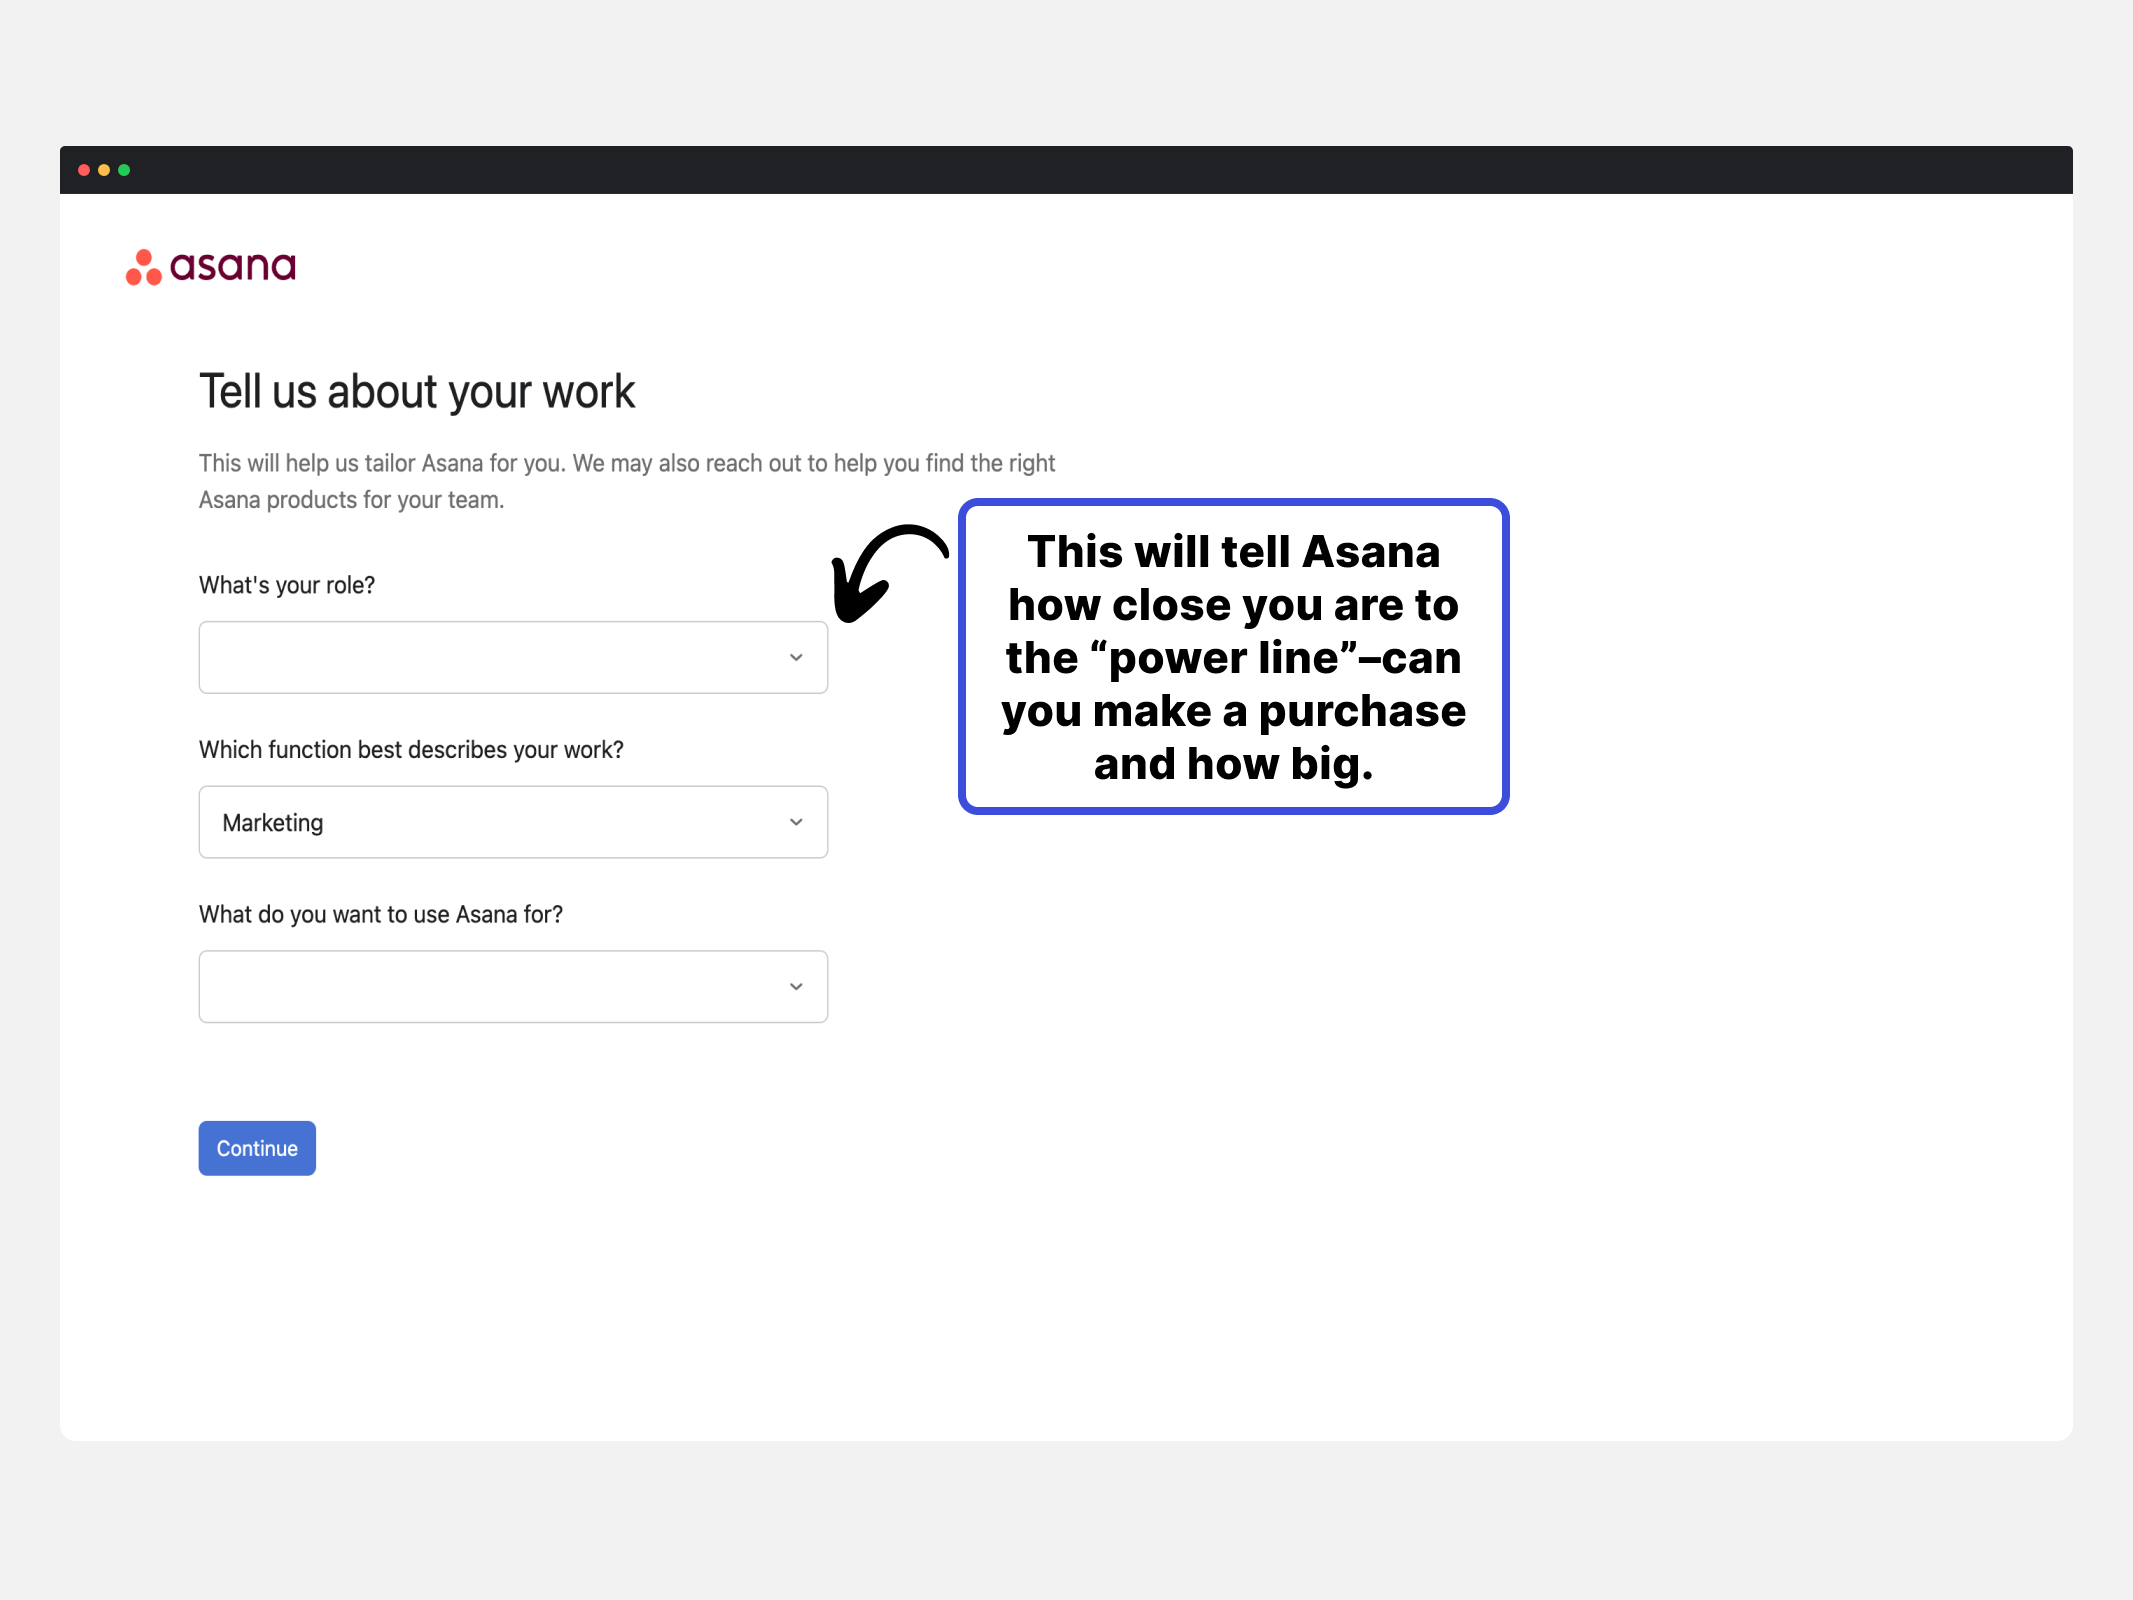 asana
Tell us about your work
This will help us tailor Asana for you. We may also reach out to help you find the right
Asana products for your team.
What's your role?
Which function best describes your work?
Marketing
What do you want to use Asana for?
Continue
This will tell Asana
how close you are to
the “power line”–can
you make a purchase
and how big.